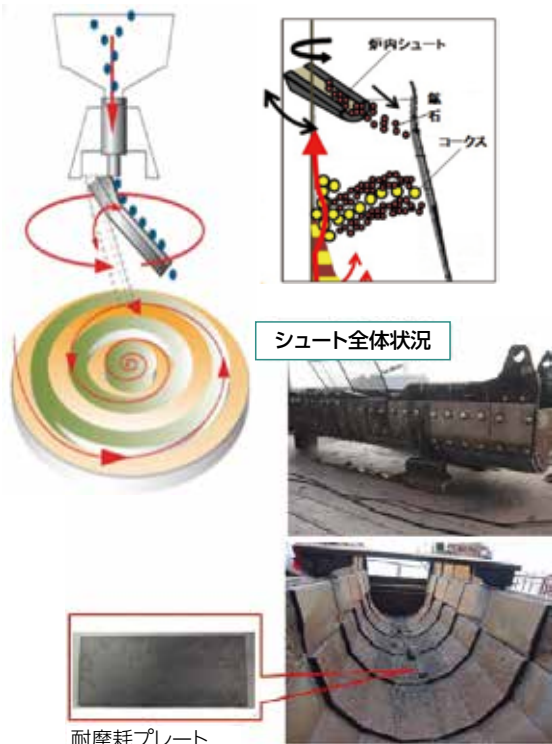 炉内シュート
鉱
石
コークス
シュート全体状況
耐摩耗プレート